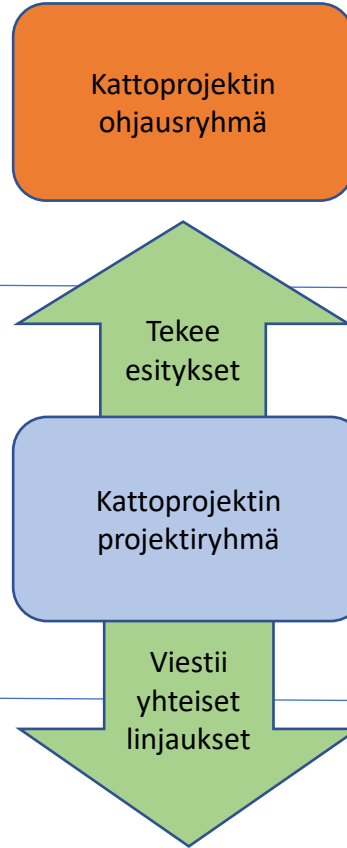 Kattoprojektin
ohjausryhmä
Tekee
esitykset
Kattoprojektin
projektiryhmä
Viestii
yhteiset
linjaukset